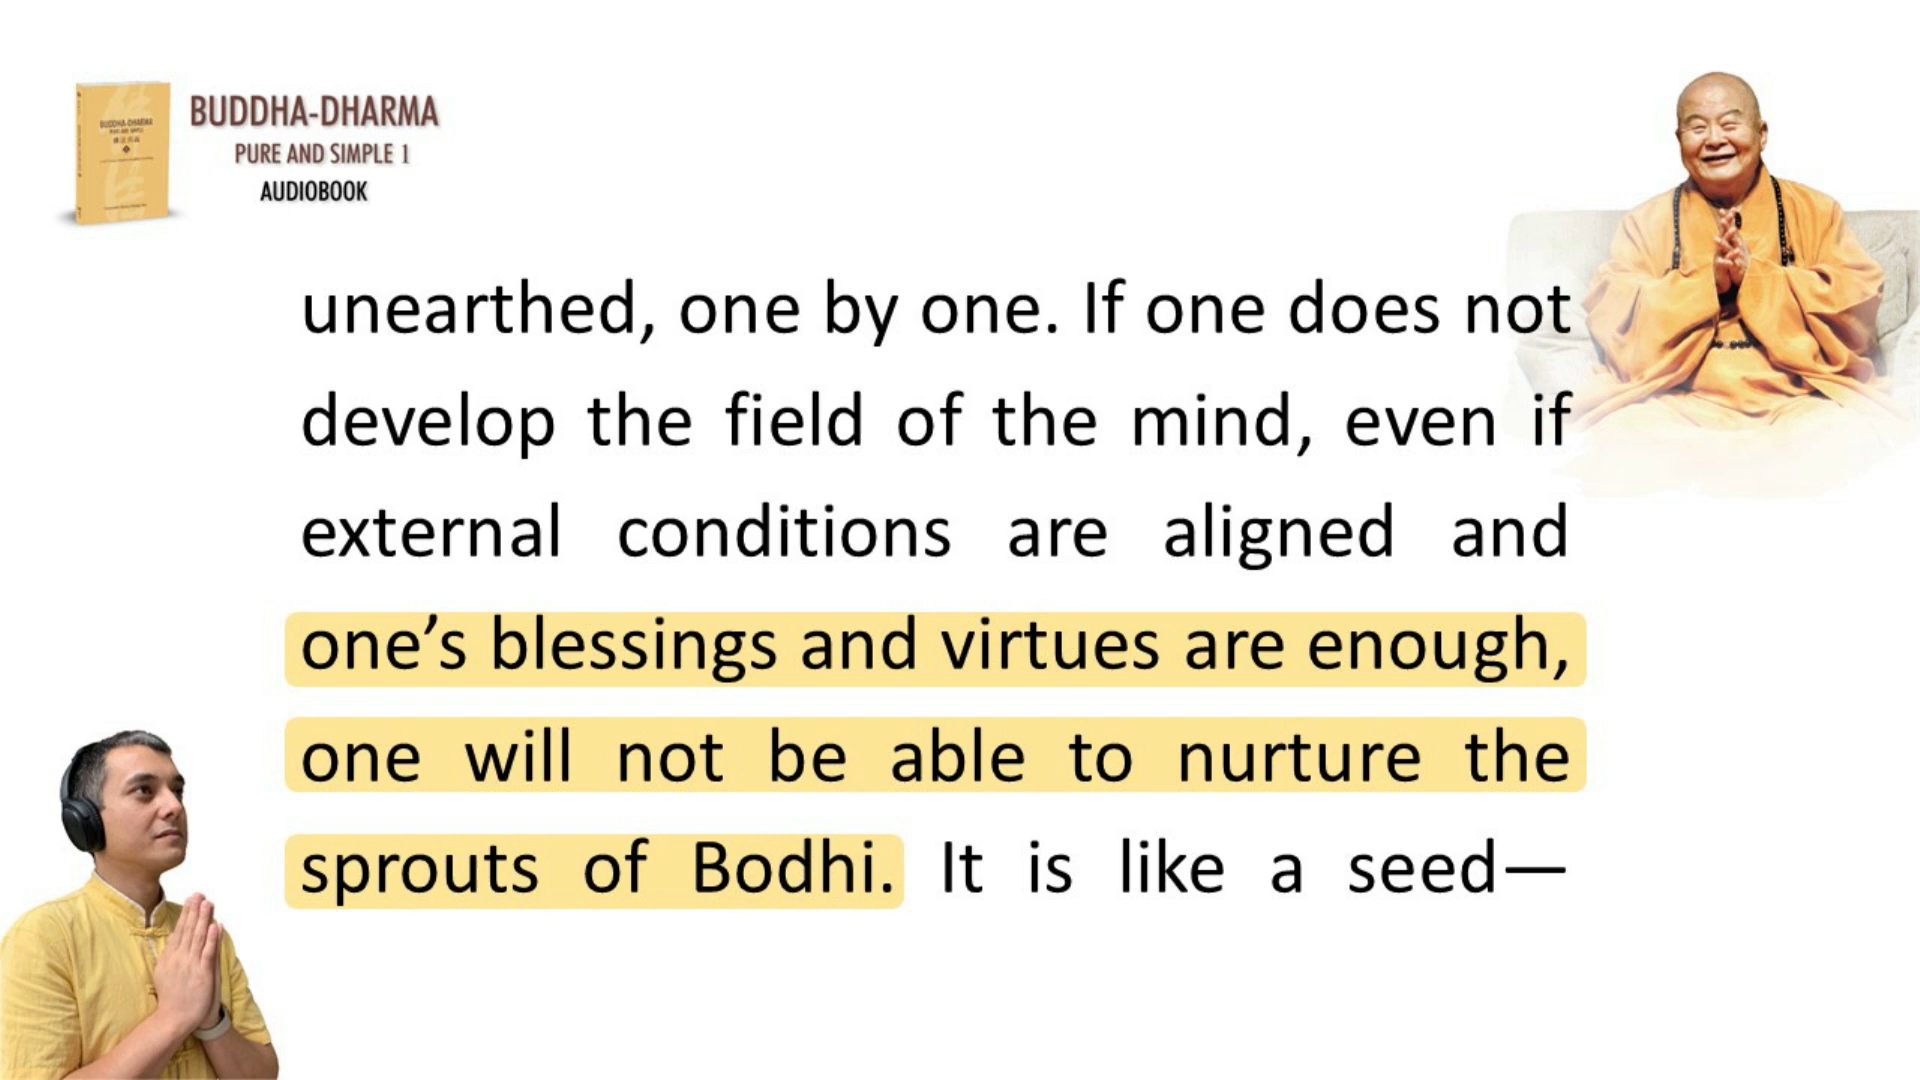 BUDDHA-DHARMA
PURE AND SIMPLE 1
AUDIOBOOK
BUDDHA-DHARMA
unearthed, one by one. If one does not
develop the field of the mind, even if
external conditions are aligned and
one’s blessings and virtues are enough,
one will not be able to nurture the
sprouts of Bodhi. It is like a seed—